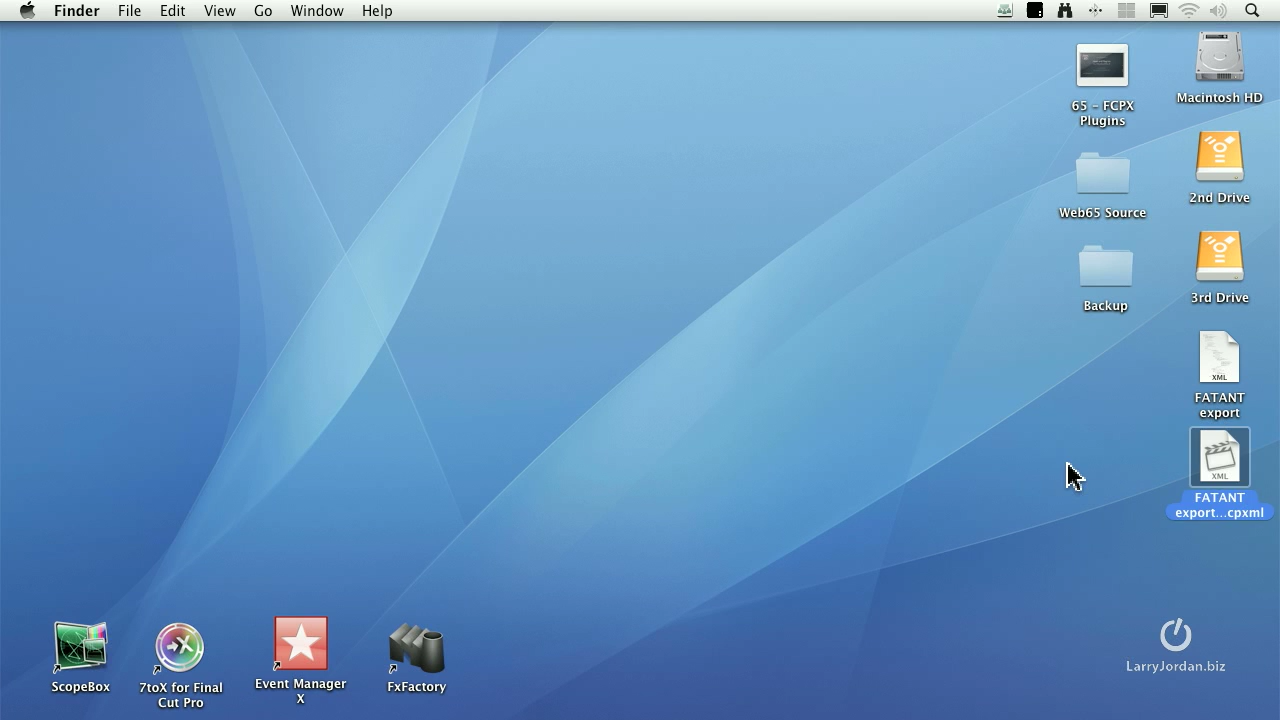 Finder File Edit View Go Window Help
65 - FCPX
Plugins
Macintosh HD
Web65 Source
2nd Drive
Backup
3rd Drive
XML
FATANT
export
XML
FATANT
export...cpxml
ScopeBox
7toX for Final
Cut Pro
Event Manager
X
FxFactory
LarryJordan.biz